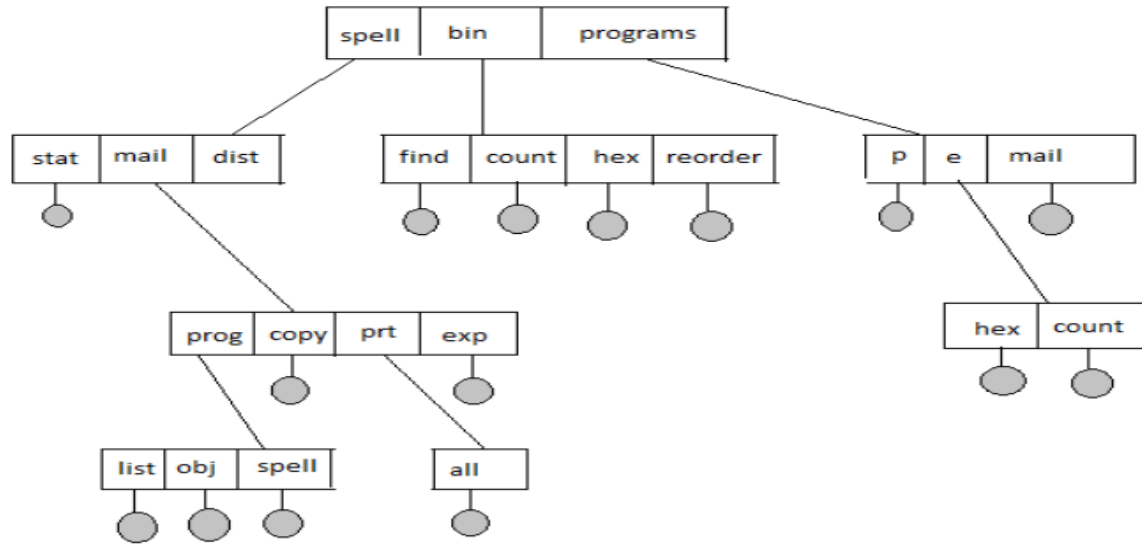 spell bin programs
stat mail dist find count hex reorder p e mail
prog copy prt exp hex count
list obj spell all